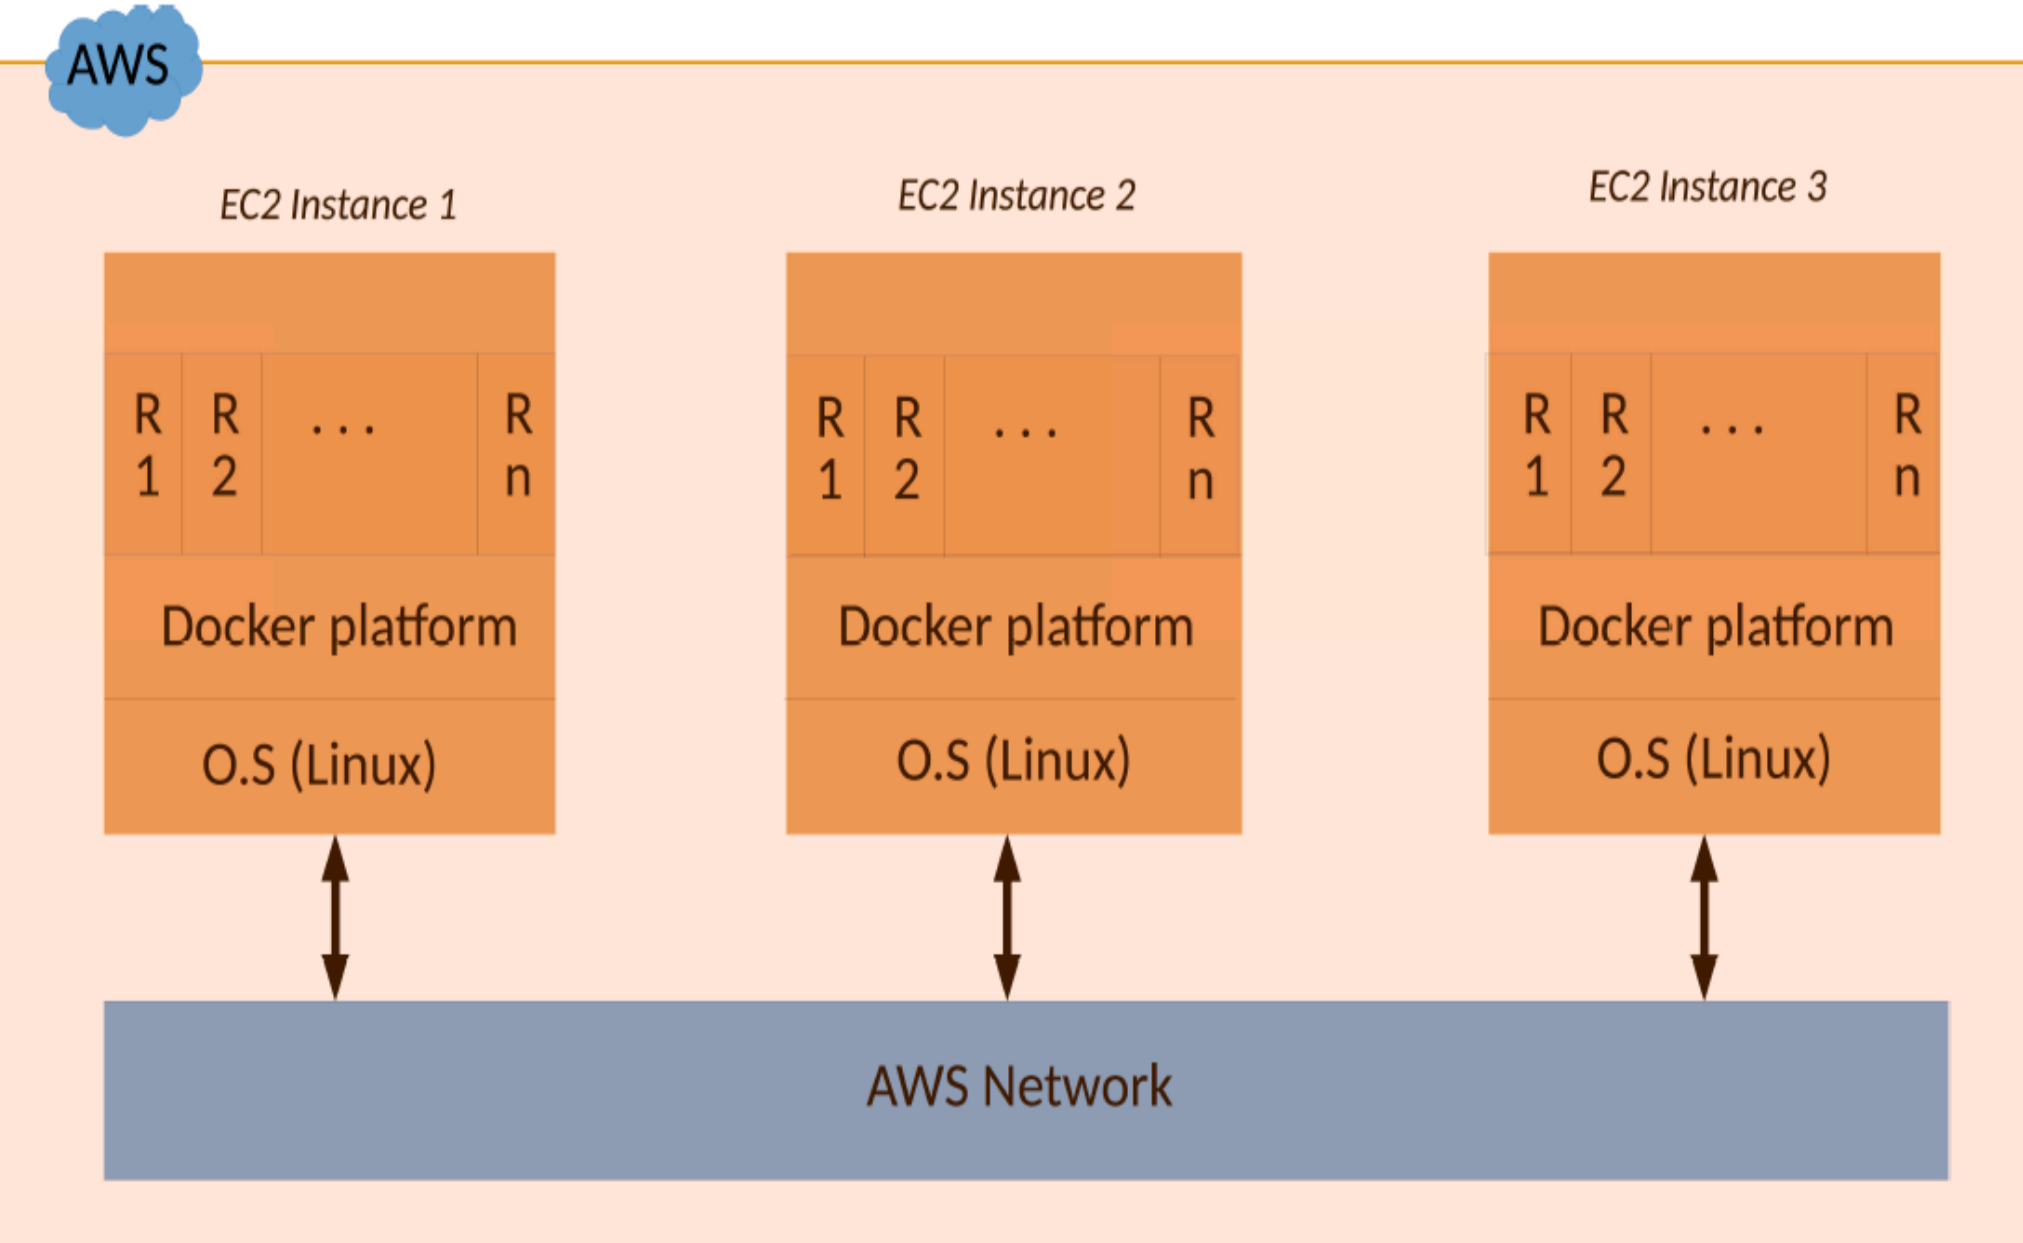 AWS
EC2 Instance 1
EC2 Instance 2
EC2 Instance 3
R R ... R
1 2 n
R R ... R
1 2 n
R R ... R
1 2 n
Docker platform
Docker platform
Docker platform
O.S (Linux)
O.S (Linux)
O.S (Linux)
AWS Network